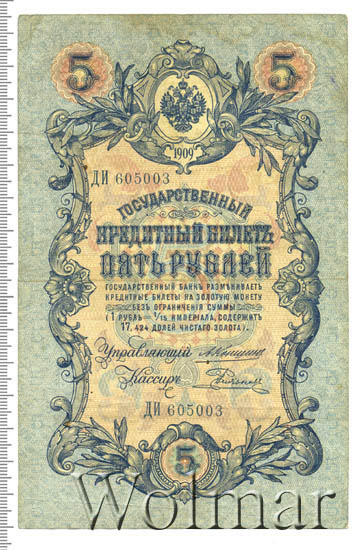 5 5
1909
ДИ 605003
ГОСУДАРСТВЕННЫЙ
КРЕДИТНЫЙ БИЛЕТЪ
ПЯТЬ РУБЛЕЙ
ГОСУДАРСТВЕННЫЙ БАНКЪ РАЗМѢНИВАЕТЪ
КРЕДИТНЫЕ БИЛЕТЫ НА ЗОЛОТУЮ МОНЕТУ
БЕЗЪ ОГРАНИЧЕНІЯ СУММЫ
(1 РУБЛЬ = 1/15 ИМПЕРІАЛА, СОДЕРЖИТЪ
17,424 ДОЛЕЙ ЧИСТАГО ЗОЛОТА).
Управляющій
Кассиръ
ДИ 605003
5
Wolmar